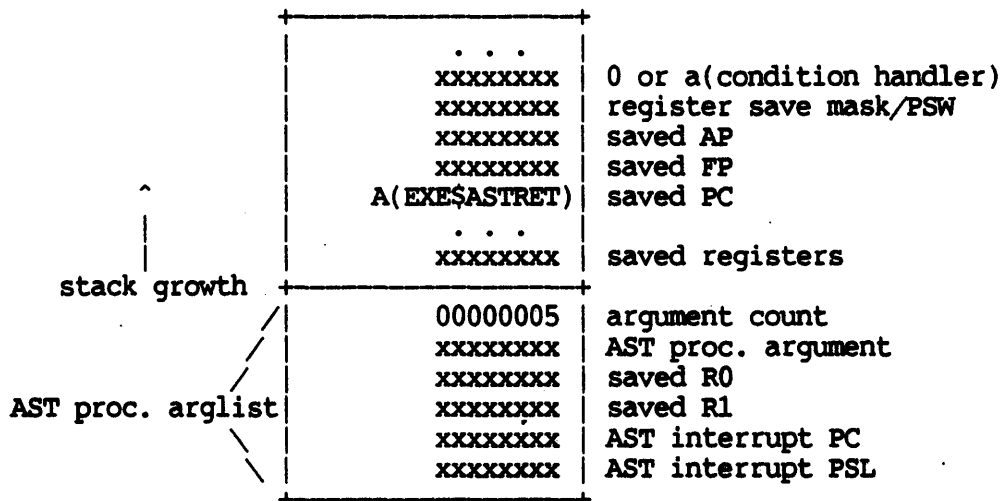 . . .
xxxxxxxx 0 or a(condition handler)
xxxxxxxx register save mask/PSW
xxxxxxxx saved AP
xxxxxxxx saved FP
A(EXE$ASTRET) saved PC
. . .
xxxxxxxx saved registers
stack growth
00000005 argument count
xxxxxxxx AST proc. argument
xxxxxxxx saved R0
AST proc. arglist xxxxxxxx saved R1
xxxxxxxx AST interrupt PC
xxxxxxxx AST interrupt PSL